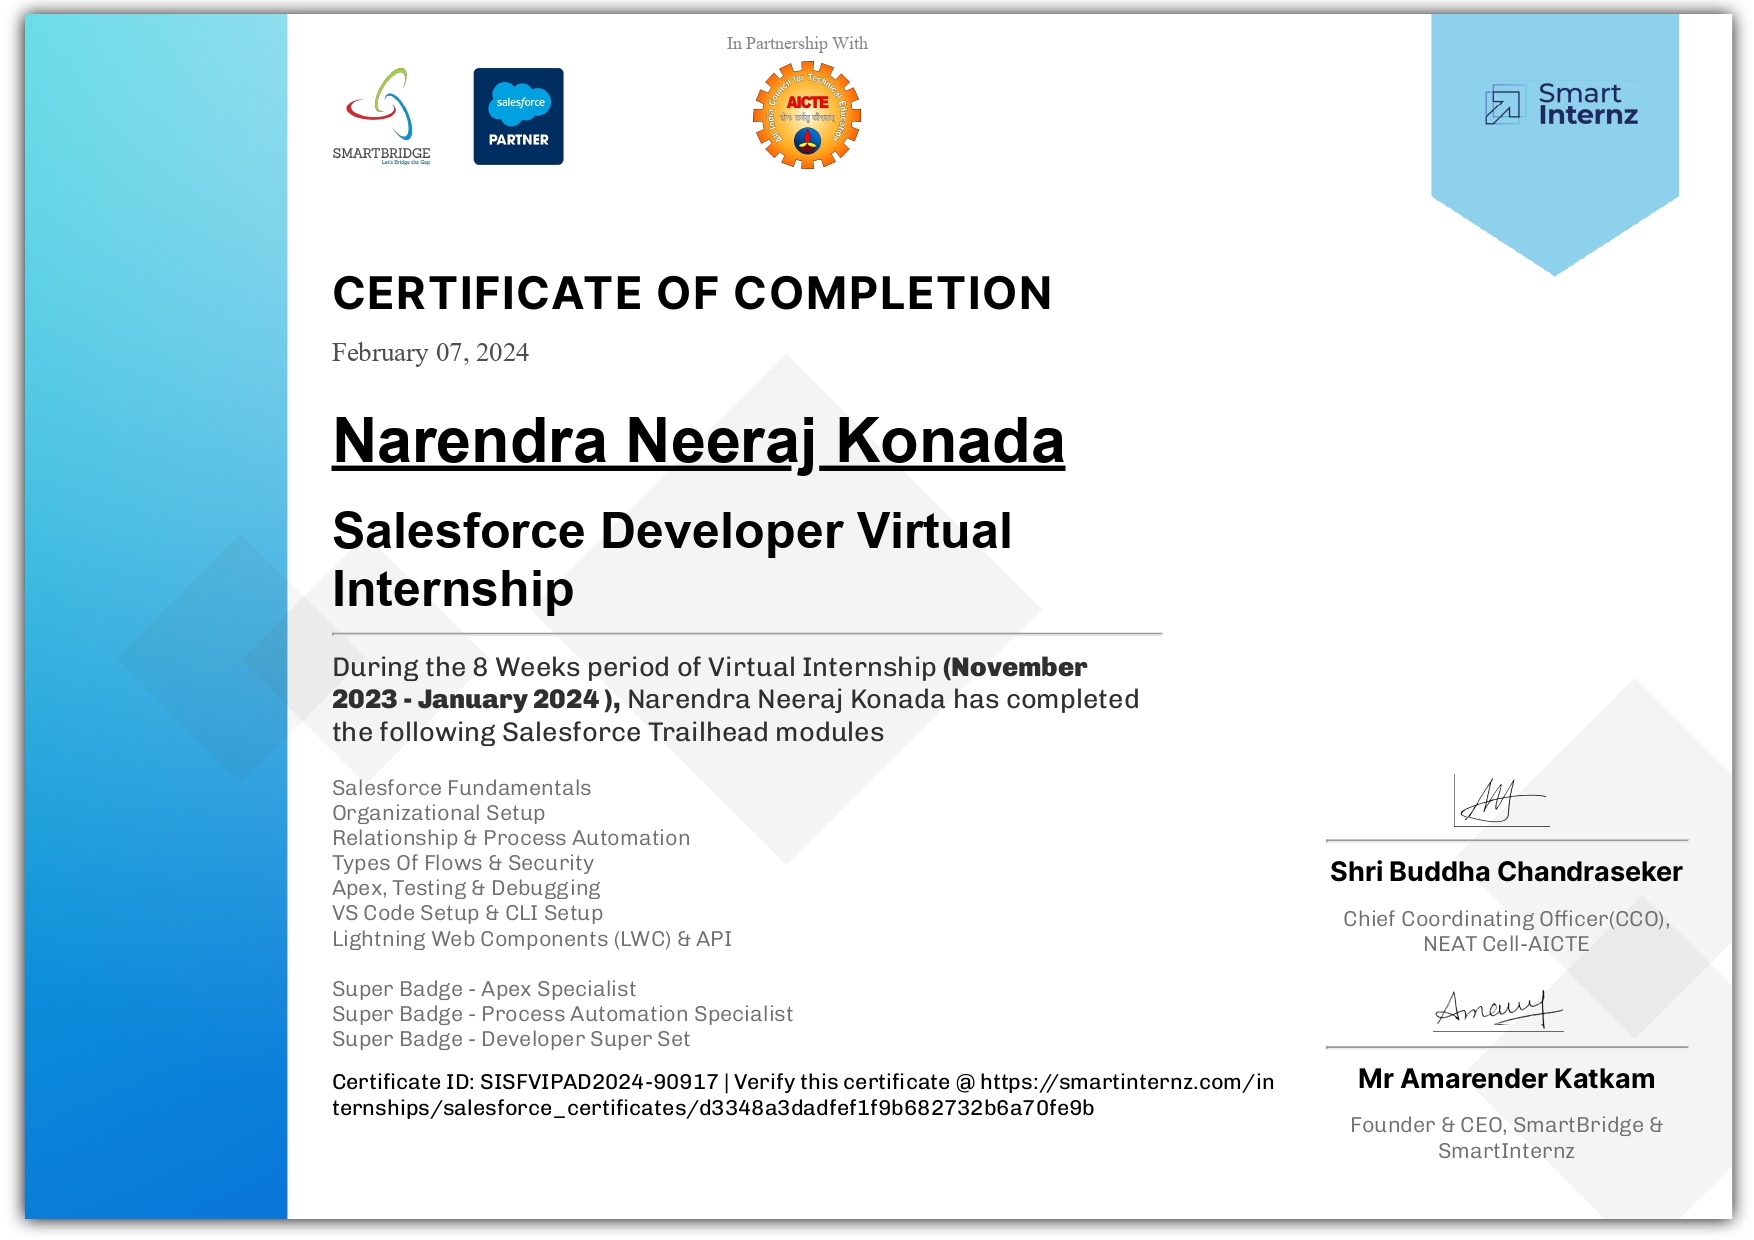 In Partnership With
SMARTBRIDGE
Let's Bridge the Gap
salesforce
PARTNER
All India Council for Technical Education
AICTE
Smart
Internz
CERTIFICATE OF COMPLETION
February 07, 2024
Narendra Neeraj Konada
Salesforce Developer Virtual
Internship
During the 8 Weeks period of Virtual Internship (November
2023 - January 2024 ), Narendra Neeraj Konada has completed
the following Salesforce Trailhead modules
Salesforce Fundamentals
Organizational Setup
Relationship & Process Automation
Types Of Flows & Security
Apex, Testing & Debugging
VS Code Setup & CLI Setup
Lightning Web Components (LWC) & API
Super Badge - Apex Specialist
Super Badge - Process Automation Specialist
Super Badge - Developer Super Set
Certificate ID: SISFVIPAD2024-90917 | Verify this certificate @ https://smartinternz.com/in
ternships/salesforce_certificates/d3348a3dadfef1f9b682732b6a70fe9b
Shri Buddha Chandraseker
Chief Coordinating Officer(CCO),
NEAT Cell-AICTE
Mr Amarender Katkam
Founder & CEO, SmartBridge &
SmartInternz